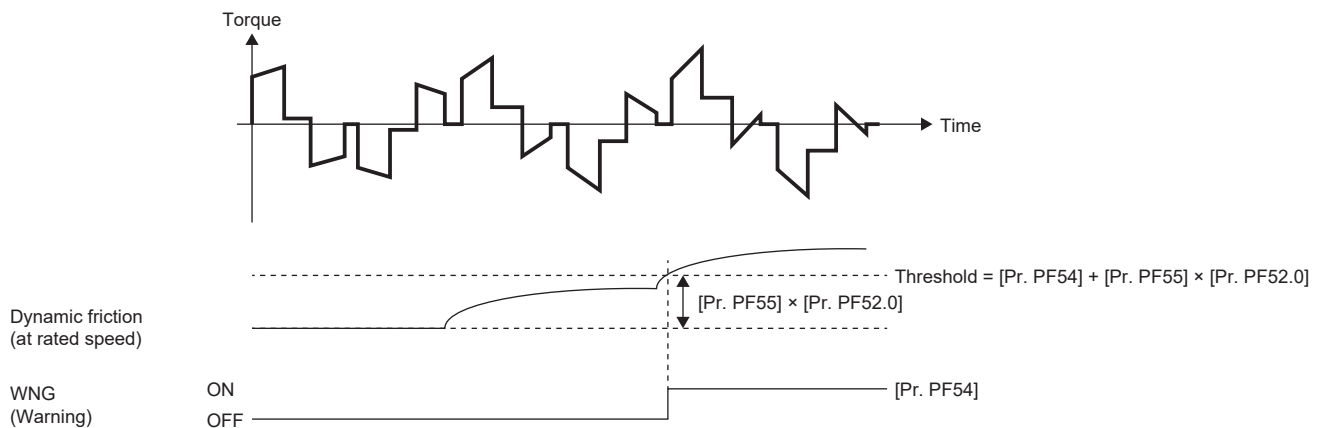 Torque
Time
Threshold = [Pr. PF54] + [Pr. PF55] × [Pr. PF52.0]
[Pr. PF55] × [Pr. PF52.0]
Dynamic friction
(at rated speed)
WNG
(Warning)
ON
OFF
[Pr. PF54]